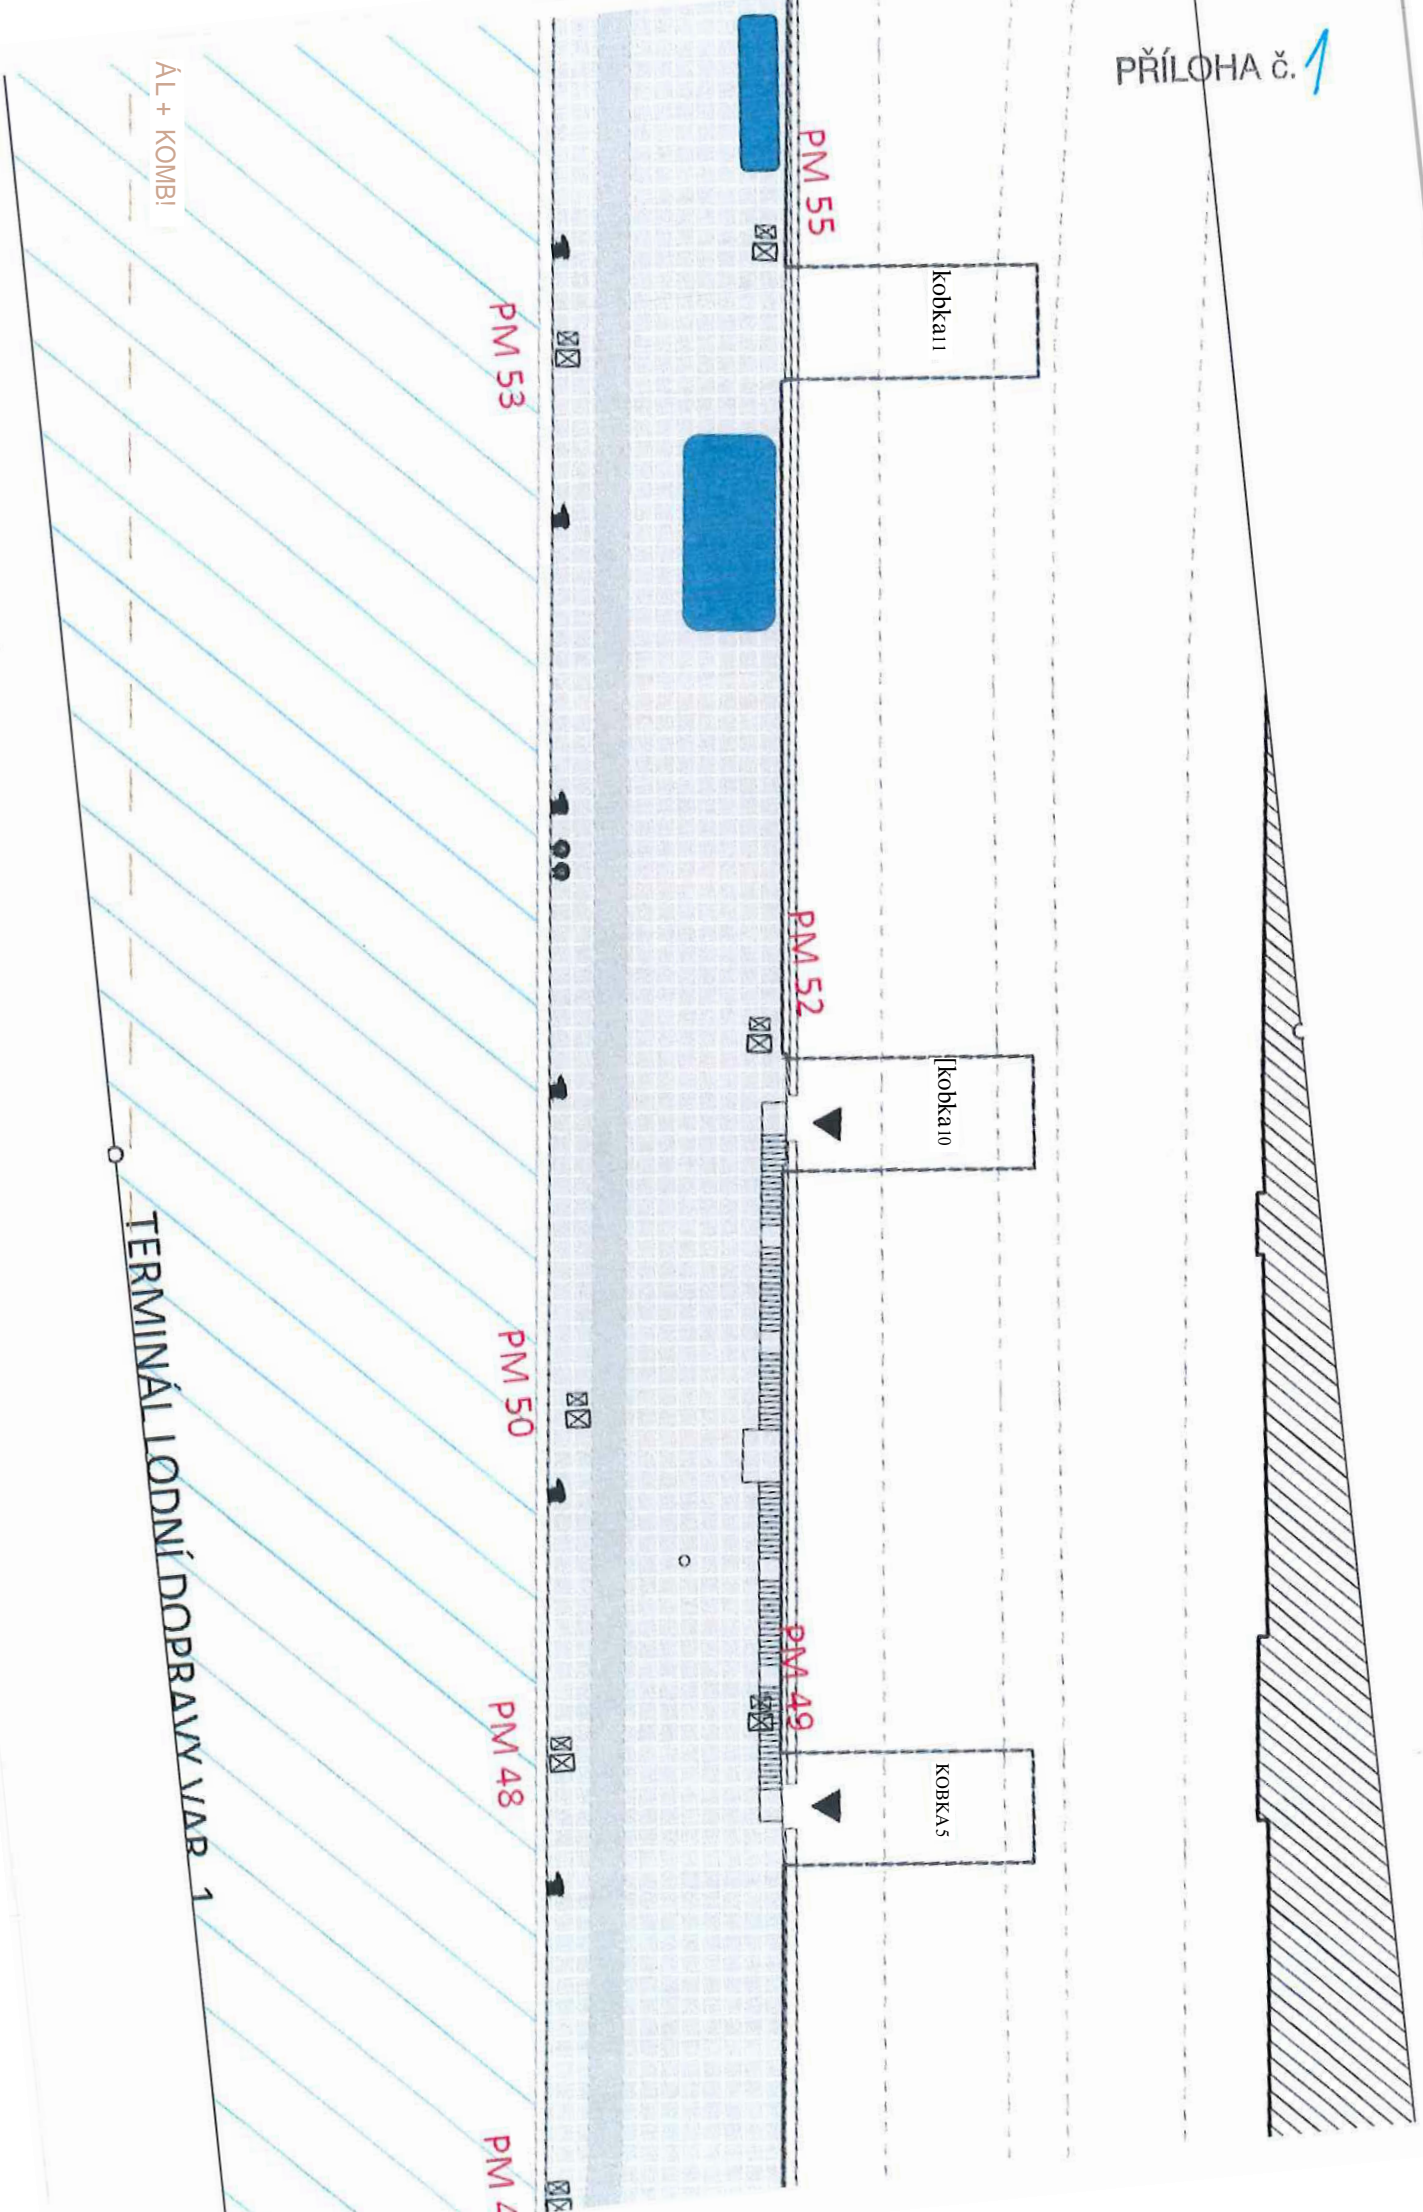 PŘÍLOHA č. 1
ÁL + KOMB!
PM 55
kobka11
PM 53
PM 52
[kobka10
TERMINÁL LODNÍ DOPRAVY VAR 1
PM 50
PM 49
PM 48
KOBKA5
PM